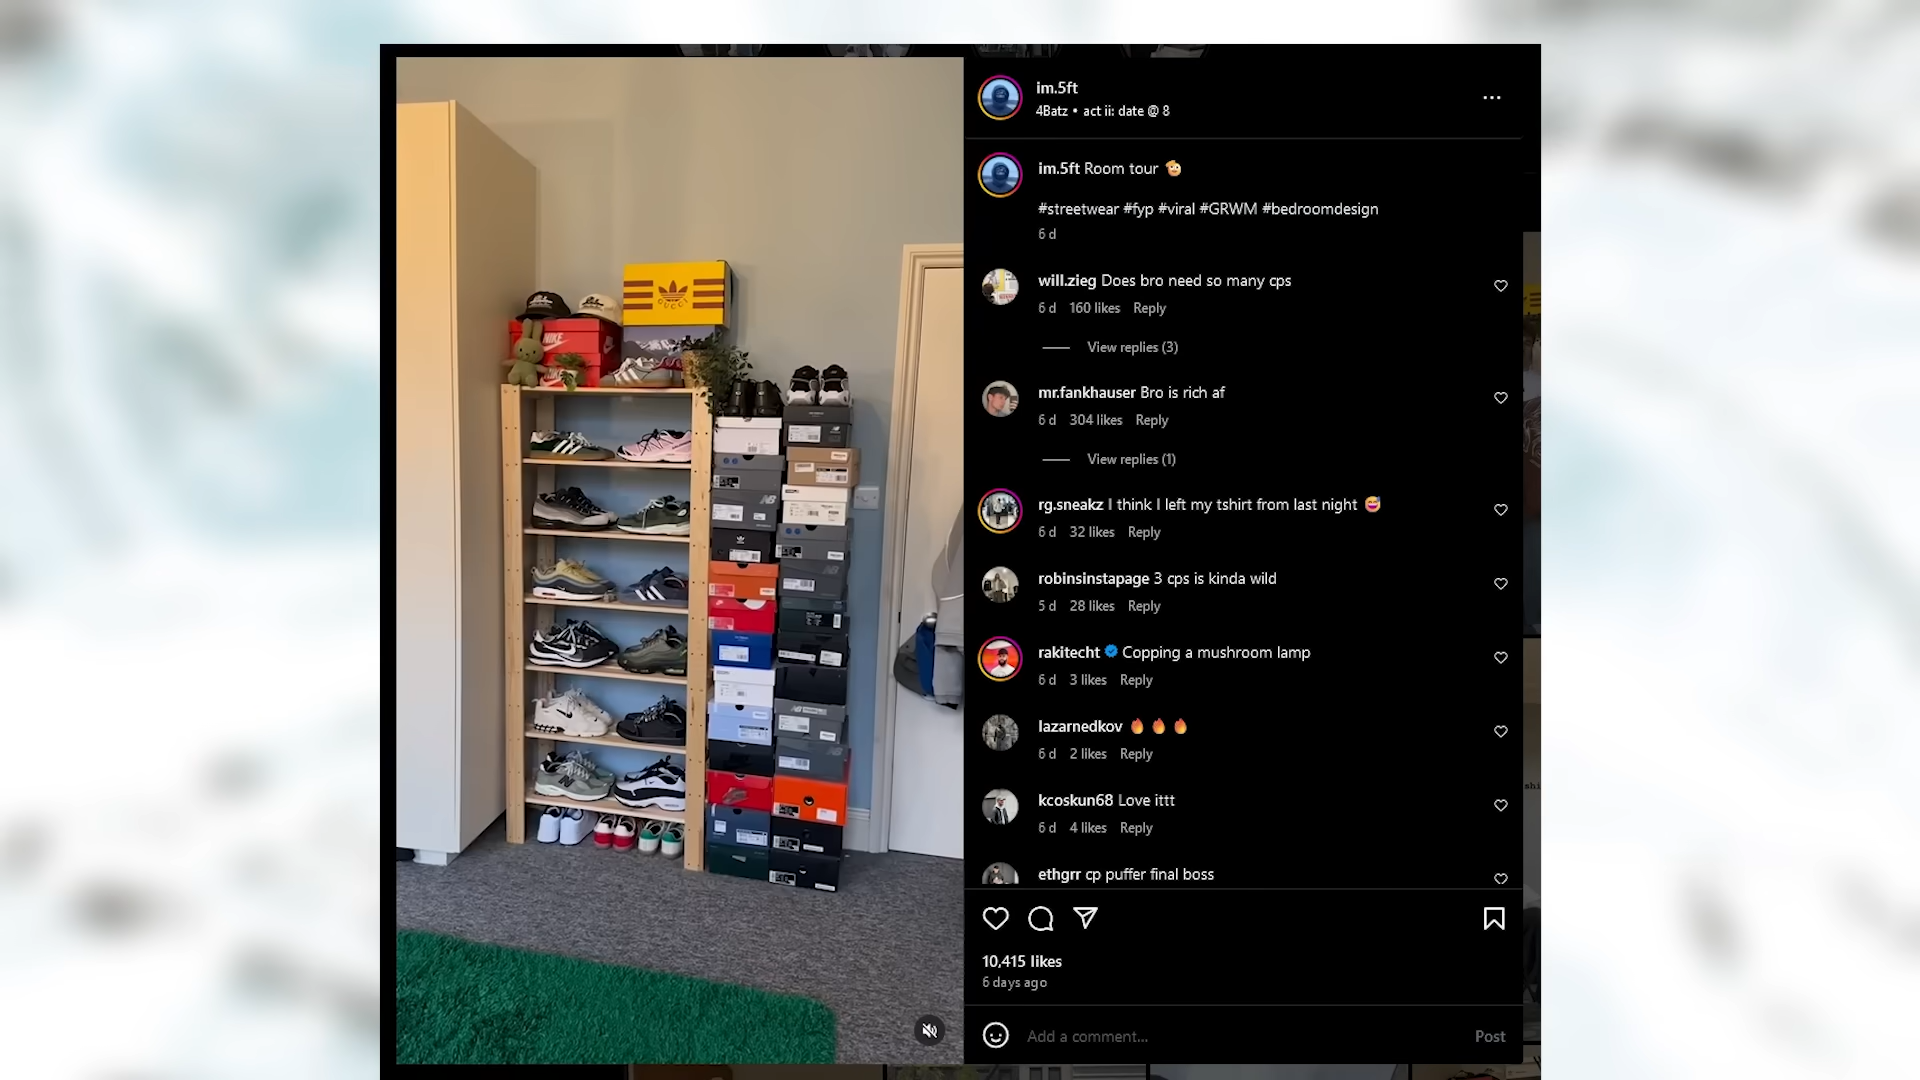 im.5ft
4Batz • act ii: date @ 8
im.5ft Room tour
#streetwear #fyp #viral #GRWM #bedroomdesign
6 d
will.zieg Does bro need so many cps
6 d 160 likes Reply
View replies (3)
mr.fankhauser Bro is rich af
6 d 304 likes Reply
View replies (1)
rg.sneakz I think I left my tshirt from last night 😅
6 d 32 likes Reply
robinsinstapage 3 cps is kinda wild
5 d 28 likes Reply
rakitecht Copping a mushroom lamp
6 d 3 likes Reply
lazarnedkov 🔥 🔥 🔥
6 d 2 likes Reply
kcoskun68 Love ittt
6 d 4 likes Reply
ethgrr cp puffer final boss
10,415 likes
6 days ago
Add a comment...
Post
GUCCI
NIKE